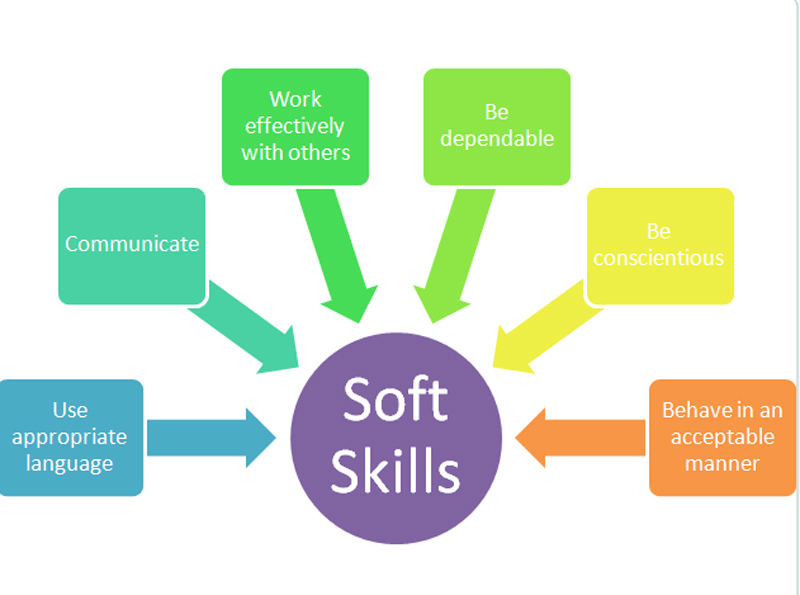 Work
effectively
with others
Be
dependable
Communicate
Be
conscientious
Use
appropriate
language
Soft
Skills
Behave in an
acceptable
manner